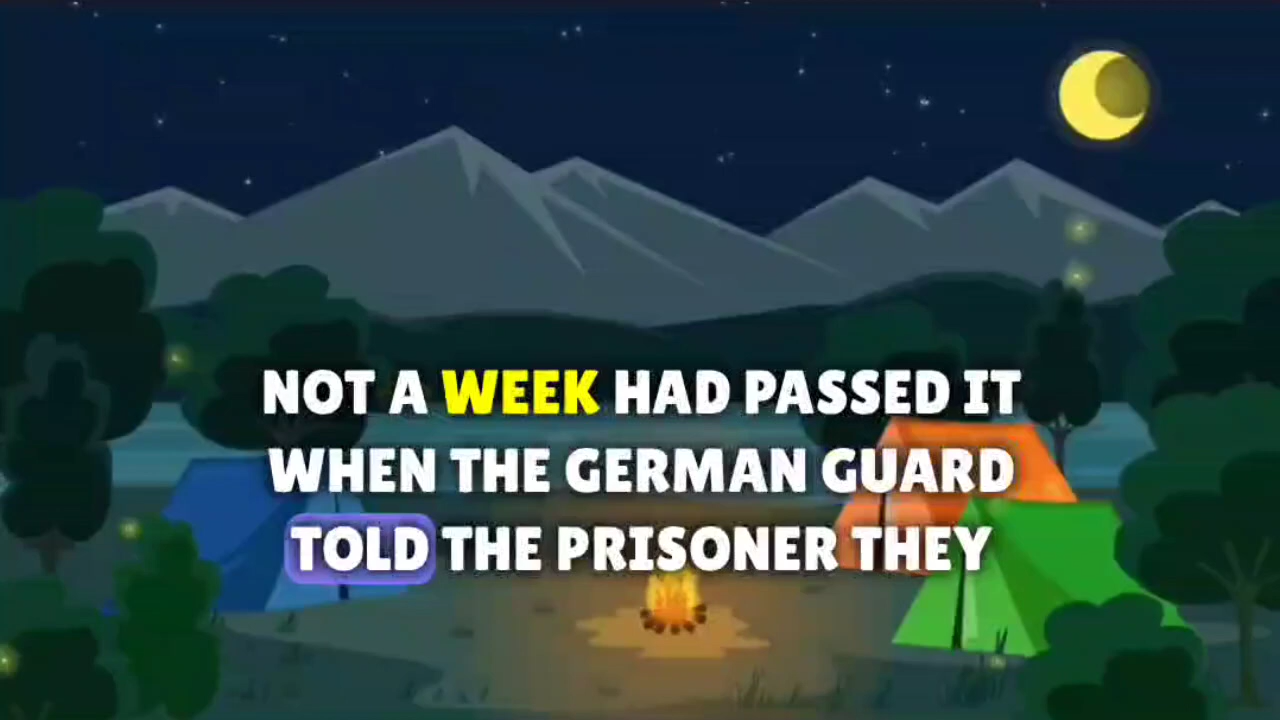 NOT A WEEK HAD PASSED IT
WHEN THE GERMAN GUARD
TOLD THE PRISONER THEY